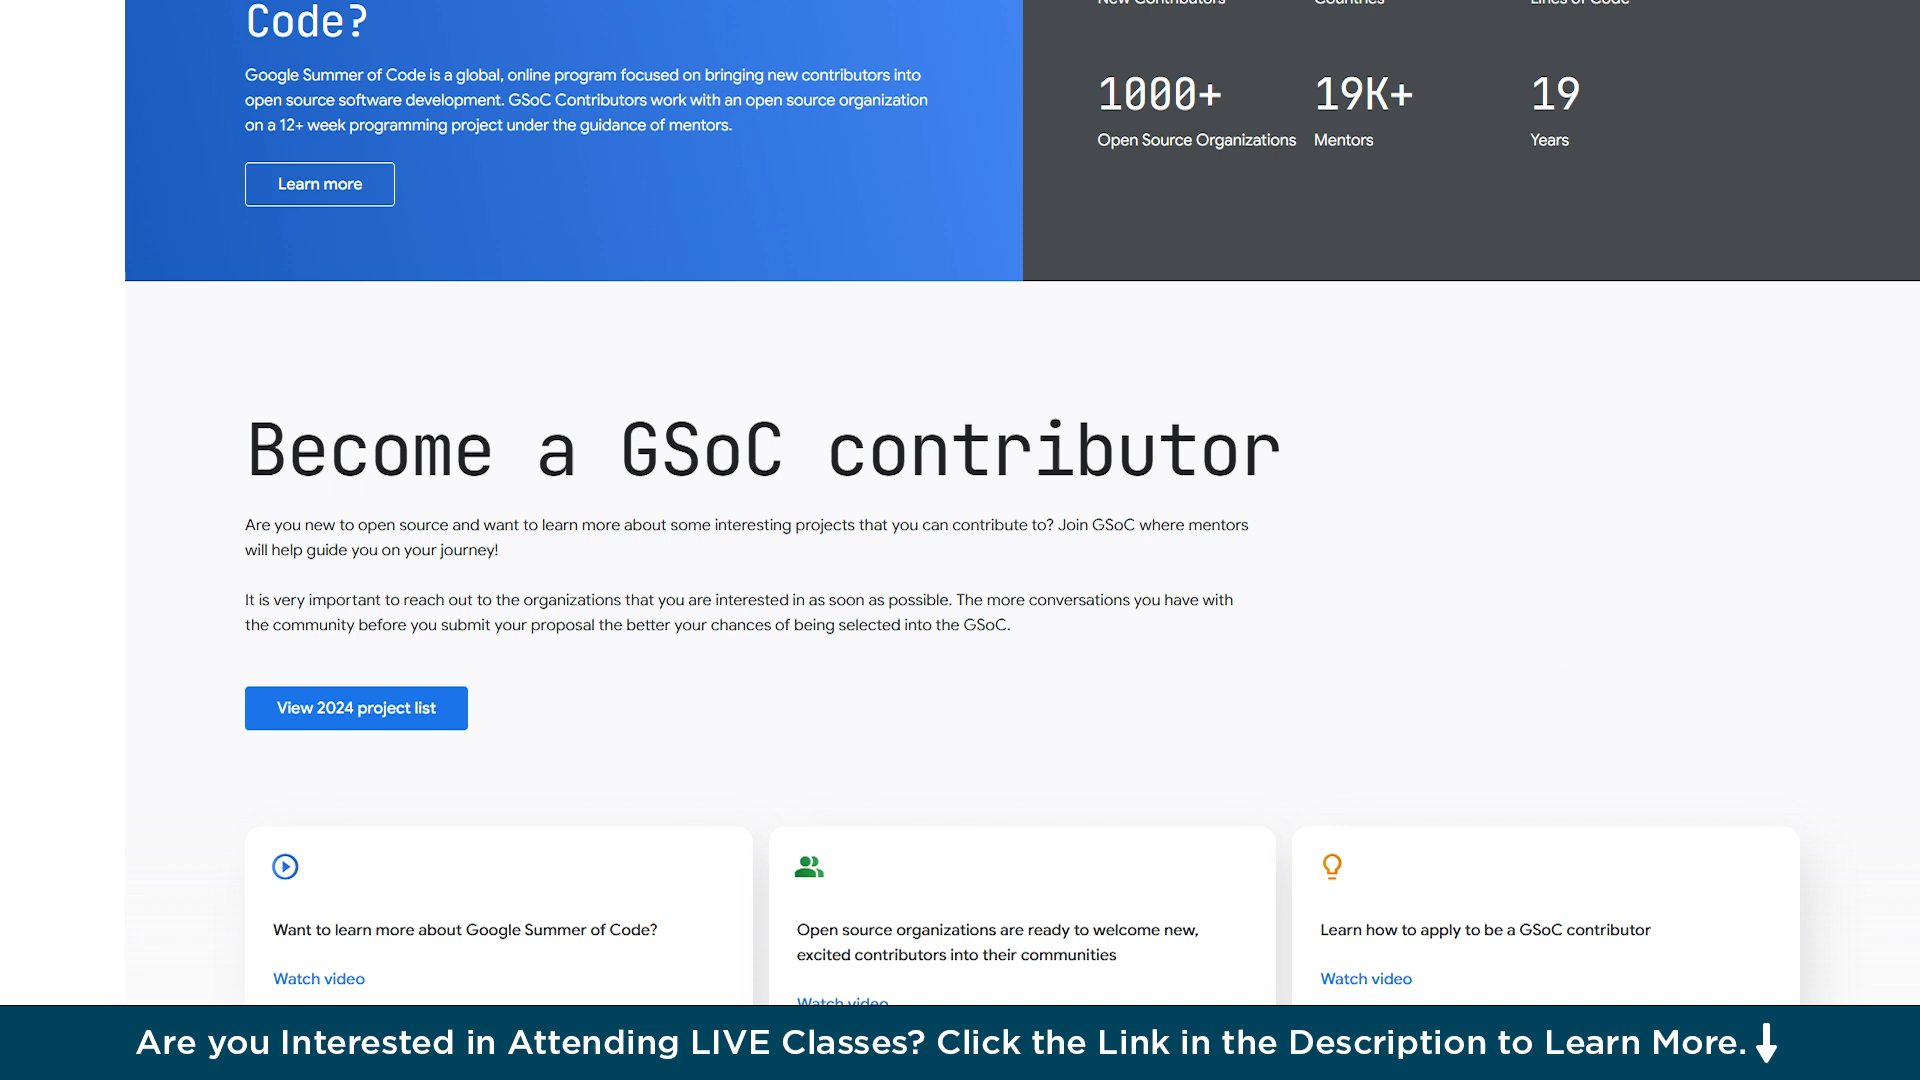 Code?
Google Summer of Code is a global, online program focused on bringing new contributors into
open source software development. GSoC Contributors work with an open source organization
on a 12+ week programming project under the guidance of mentors.
Learn more
New Contributors
Countries
Lines of Code
1000+
Open Source Organizations
19K+
Mentors
19
Years
Become a GSoC contributor
Are you new to open source and want to learn more about some interesting projects that you can contribute to? Join GSoC where mentors
will help guide you on your journey!
It is very important to reach out to the organizations that you are interested in as soon as possible. The more conversations you have with
the community before you submit your proposal the better your chances of being selected into the GSoC.
View 2024 project list
Want to learn more about Google Summer of Code?
Watch video
Open source organizations are ready to welcome new,
excited contributors into their communities
Watch video
Learn how to apply to be a GSoC contributor
Watch video
Are you Interested in Attending LIVE Classes? Click the Link in the Description to Learn More.